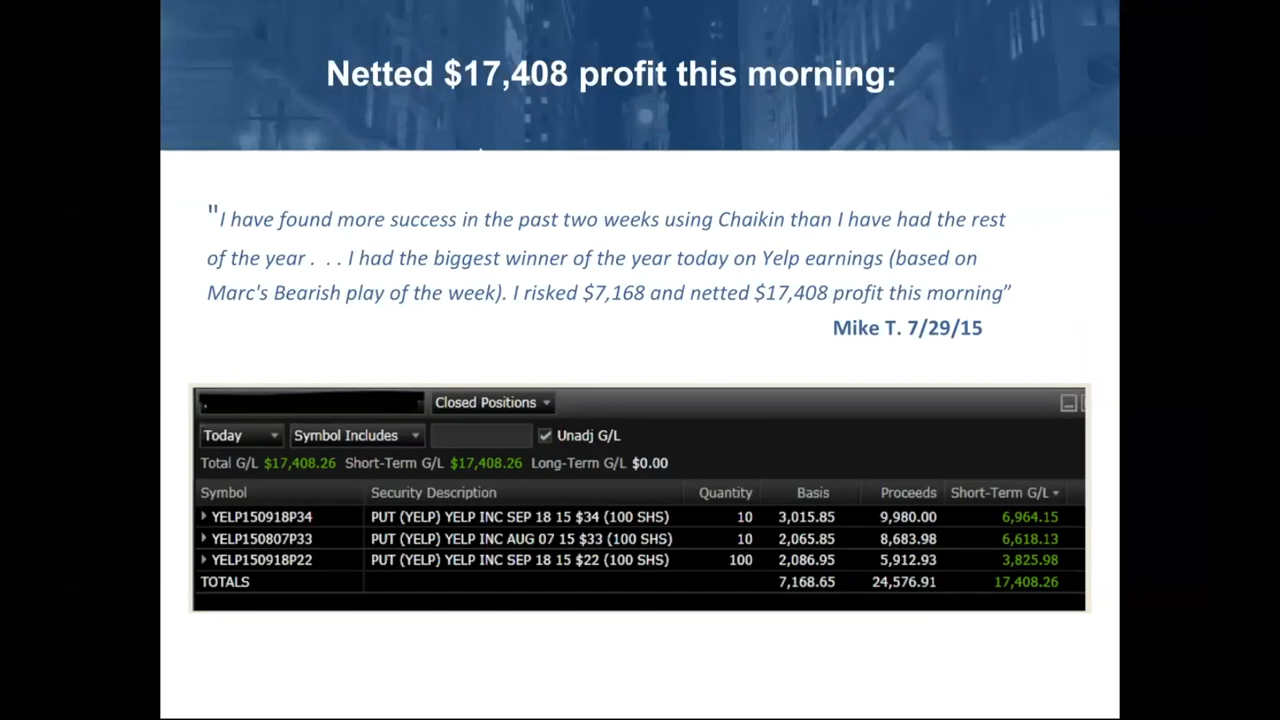 Netted $17,408 profit this morning:
"I have found more success in the past two weeks using Chaikin than I have had the rest
of the year . . . I had the biggest winner of the year today on Yelp earnings (based on
Marc's Bearish play of the week). I risked $7,168 and netted $17,408 profit this morning”
Mike T. 7/29/15
Closed Positions
Today Symbol Includes Unadj G/L
Total G/L $17,408.26 Short-Term G/L $17,408.26 Long-Term G/L $0.00
Symbol Security Description Quantity Basis Proceeds Short-Term G/L
YELP150918P34 PUT (YELP) YELP INC SEP 18 15 $34 (100 SHS) 10 3,015.85 9,980.00 6,964.15
YELP150807P33 PUT (YELP) YELP INC AUG 07 15 $33 (100 SHS) 10 2,065.85 8,683.98 6,618.13
YELP150918P22 PUT (YELP) YELP INC SEP 18 15 $22 (100 SHS) 100 2,086.95 5,912.93 3,825.98
TOTALS 7,168.65 24,576.91 17,408.26